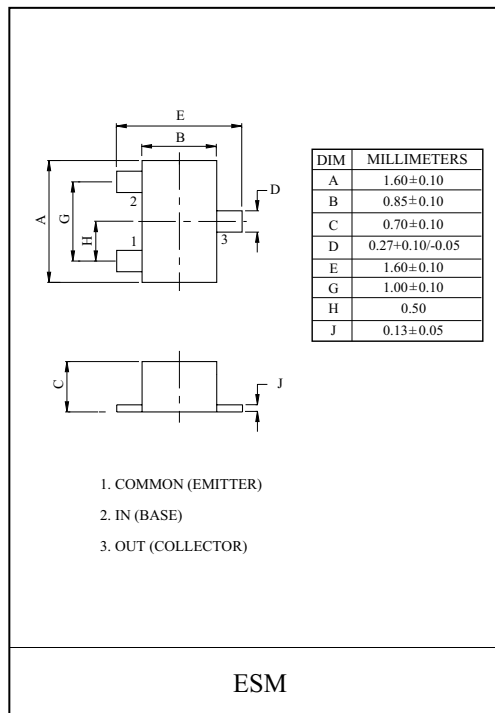 E
B
D
A
G
H
2
1
3
C
J
DIM MILLIMETERS
A 1.60±0.10
B 0.85±0.10
C 0.70±0.10
D 0.27+0.10/-0.05
E 1.60±0.10
G 1.00±0.10
H 0.50
J 0.13±0.05
1. COMMON (EMITTER)
2. IN (BASE)
3. OUT (COLLECTOR)
ESM